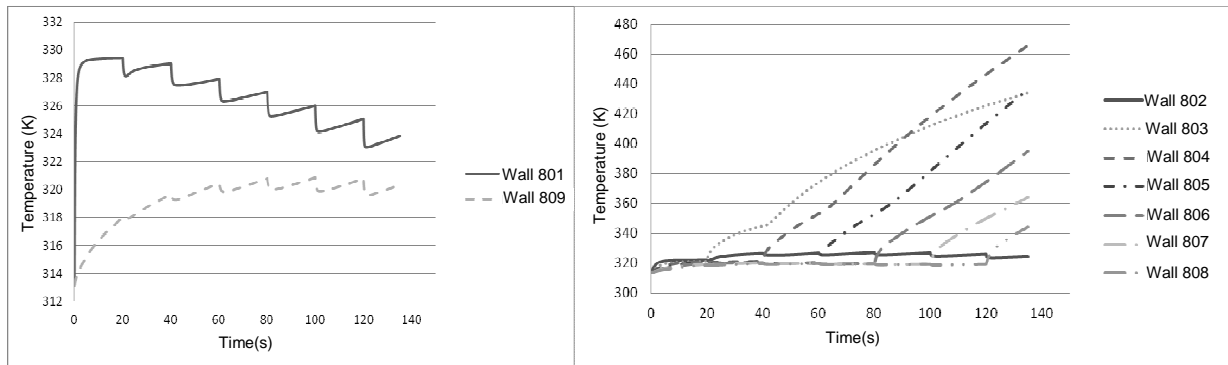 332
330
328
326
324
322
320
318
316
314
312
Temperature (K)
0 20 40 60 80 100 120 140 160
Time(s)
Wall 801
Wall 809
480
460
440
420
400
380
360
340
320
300
Temperature (K)
0 20 40 60 80 100 120 140
Time(s)
Wall 802
Wall 803
Wall 804
Wall 805
Wall 806
Wall 807
Wall 808